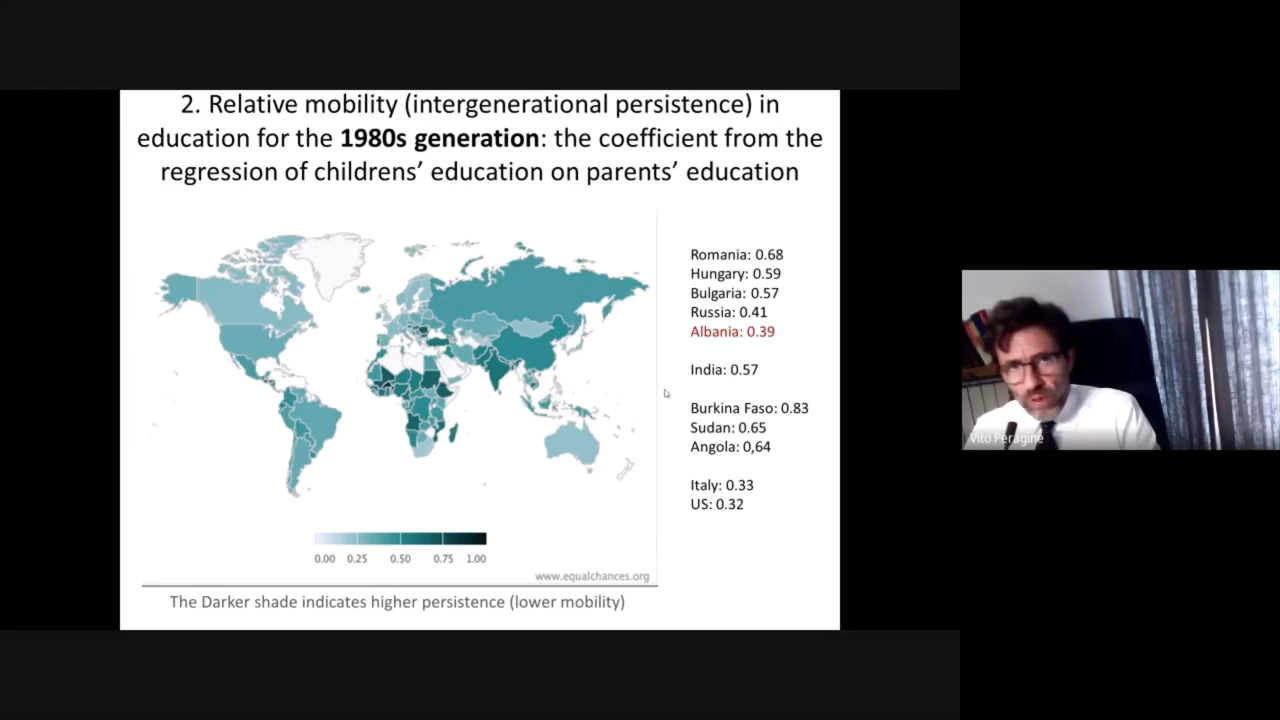 2. Relative mobility (intergenerational persistence) in
education for the 1980s generation: the coefficient from the
regression of childrens’ education on parents’ education
Romania: 0.68
Hungary: 0.59
Bulgaria: 0.57
Russia: 0.41
Albania: 0.39
India: 0.57
Burkina Faso: 0.83
Sudan: 0.65
Angola: 0,64
Italy: 0.33
US: 0.32
0.00 0.25 0.50 0.75 1.00
www.equalchances.org
The Darker shade indicates higher persistence (lower mobility)
Vito Peragine